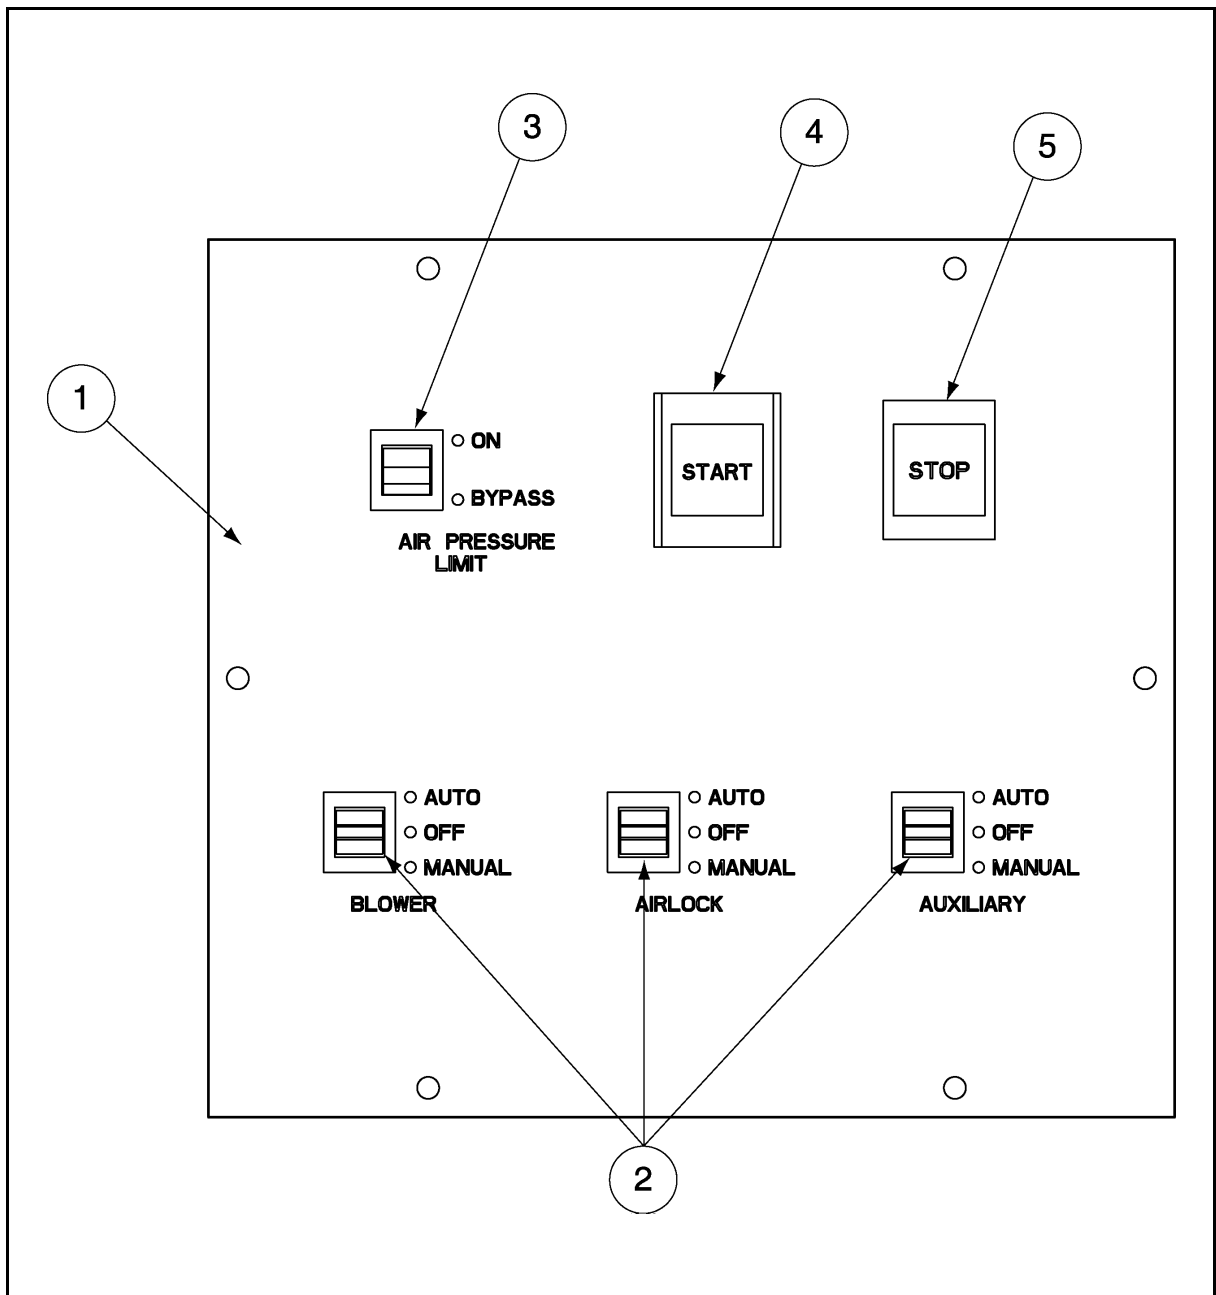 3
4
5
1
ON
BYPASS
AIR PRESSURE
LIMIT
START
STOP
AUTO
OFF
MANUAL
BLOWER
AUTO
OFF
MANUAL
AIRLOCK
AUTO
OFF
MANUAL
AUXILIARY
2